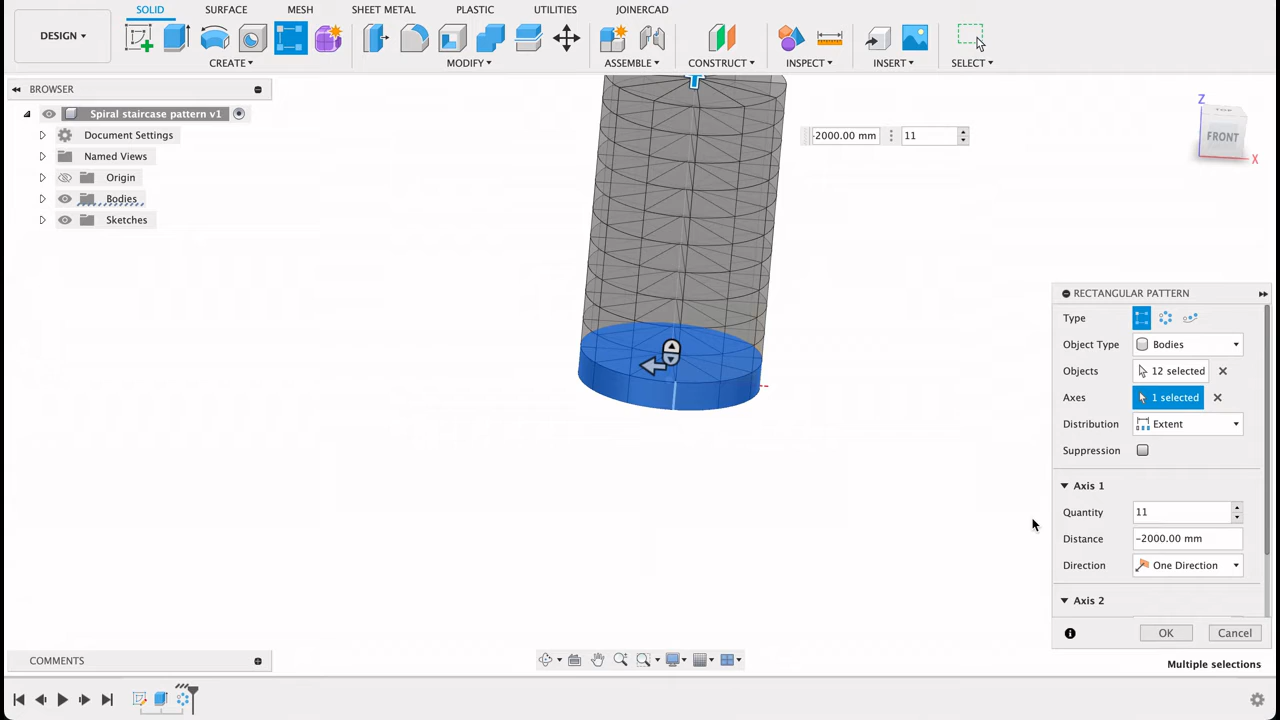 SOLID SURFACE MESH SHEET METAL PLASTIC UTILITIES JOINERCAD
DESIGN
CREATE MODIFY ASSEMBLE CONSTRUCT INSPECT INSERT SELECT
BROWSER
Spiral staircase pattern v1
Document Settings
Named Views
Origin
Bodies
Sketches
-2000.00 mm 11
Z
TOP
FRONT
X
RECTANGULAR PATTERN
Type
Object Type Bodies
Objects 12 selected
Axes 1 selected
Distribution Extent
Suppression
Axis 1
Quantity 11
Distance -2000.00 mm
Direction One Direction
Axis 2
OK Cancel
Multiple selections
COMMENTS